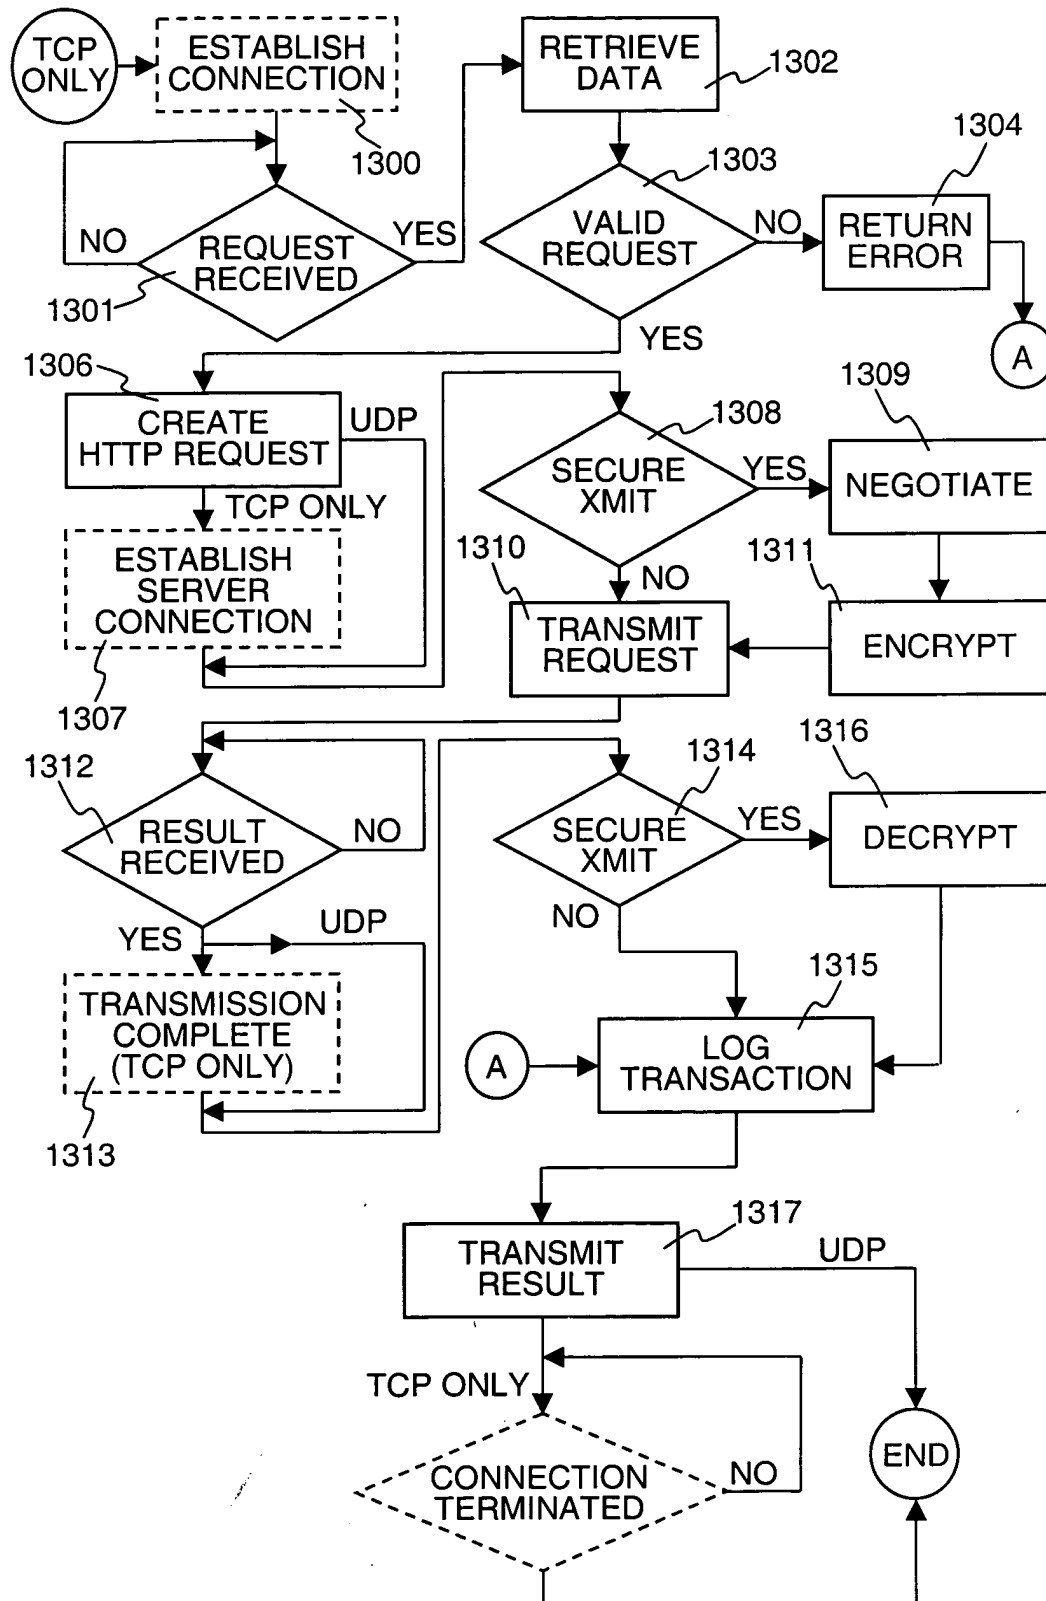 TCP
ONLY
ESTABLISH
CONNECTION
1300
RETRIEVE
DATA
1302
NO
REQUEST
RECEIVED
YES
1301
1303
VALID
REQUEST
NO
YES
1304
RETURN
ERROR
A
1306
CREATE
HTTP REQUEST
UDP
TCP ONLY
ESTABLISH
SERVER
CONNECTION
1307
1308
SECURE
XMIT
YES
NO
1309
NEGOTIATE
1310
TRANSMIT
REQUEST
1311
ENCRYPT
1312
RESULT
RECEIVED
NO
YES
UDP
TRANSMISSION
COMPLETE
(TCP ONLY)
1313
1314
SECURE
XMIT
YES
NO
1316
DECRYPT
1315
A
LOG
TRANSACTION
1317
TRANSMIT
RESULT
UDP
TCP ONLY
CONNECTION
TERMINATED
NO
END